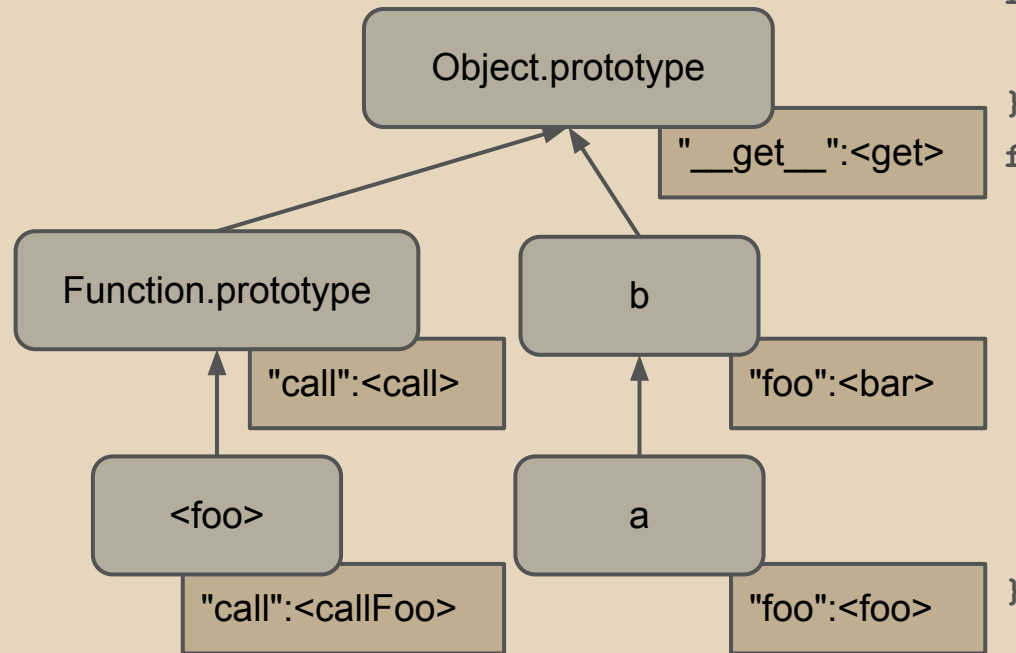 Object.prototype
}
"__get__":<get>
f
Function.prototype
b
"call":<call>
"foo":<bar>
<foo>
a
"call":<callFoo>
"foo":<foo>
}